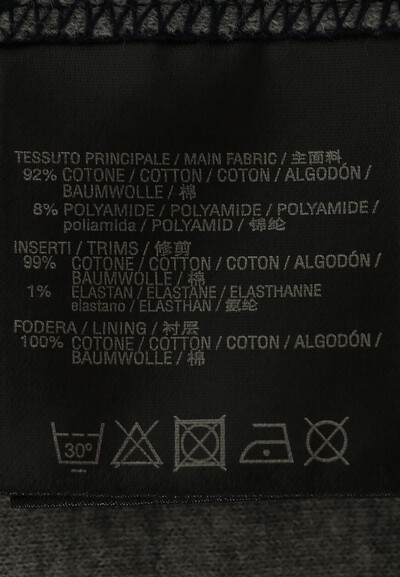 TESSUTO PRINCIPALE / MAIN FABRIC / 主面料
92% COTONE / COTTON / COTON / ALGODÓN /
BAUMWOLLE / 棉
8% POLYAMIDE / POLYAMIDE / POLYAMIDE /
poliamida / POLYAMID / 锦纶
INSERTI / TRIMS / 修剪
99% COTONE / COTTON / COTON / ALGODÓN /
BAUMWOLLE / 棉
1% ELASTAN / ELASTANE / ELASTHANNE
elastano / ELASTHAN / 氨纶
FODERA / LINING / 衬层
100% COTONE / COTTON / COTON / ALGODÓN /
BAUMWOLLE / 棉
30°